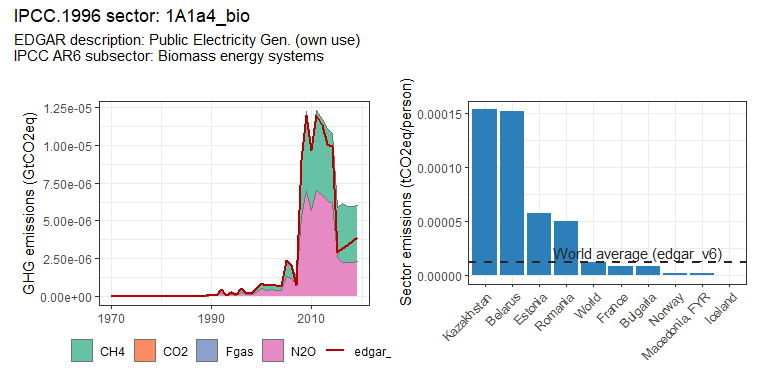 IPCC.1996 sector: 1A1a4_bio
EDGAR description: Public Electricity Gen. (own use)
IPCC AR6 subsector: Biomass energy systems
GHG emissions (GtCO2eq)
1.25e-05
1.00e-05
7.50e-06
5.00e-06
2.50e-06
0.00e+00
1970
1990
2010
CH4
CO2
Fgas
N2O
edgar_
Sector emissions (tCO2eq/person)
0.00015
0.00010
0.00005
0.00000
World average (edgar_v6)
Kazakhstan
Belarus
Estonia
Romania
World
France
Bulgaria
Norway
Macedonia, FYR
Iceland